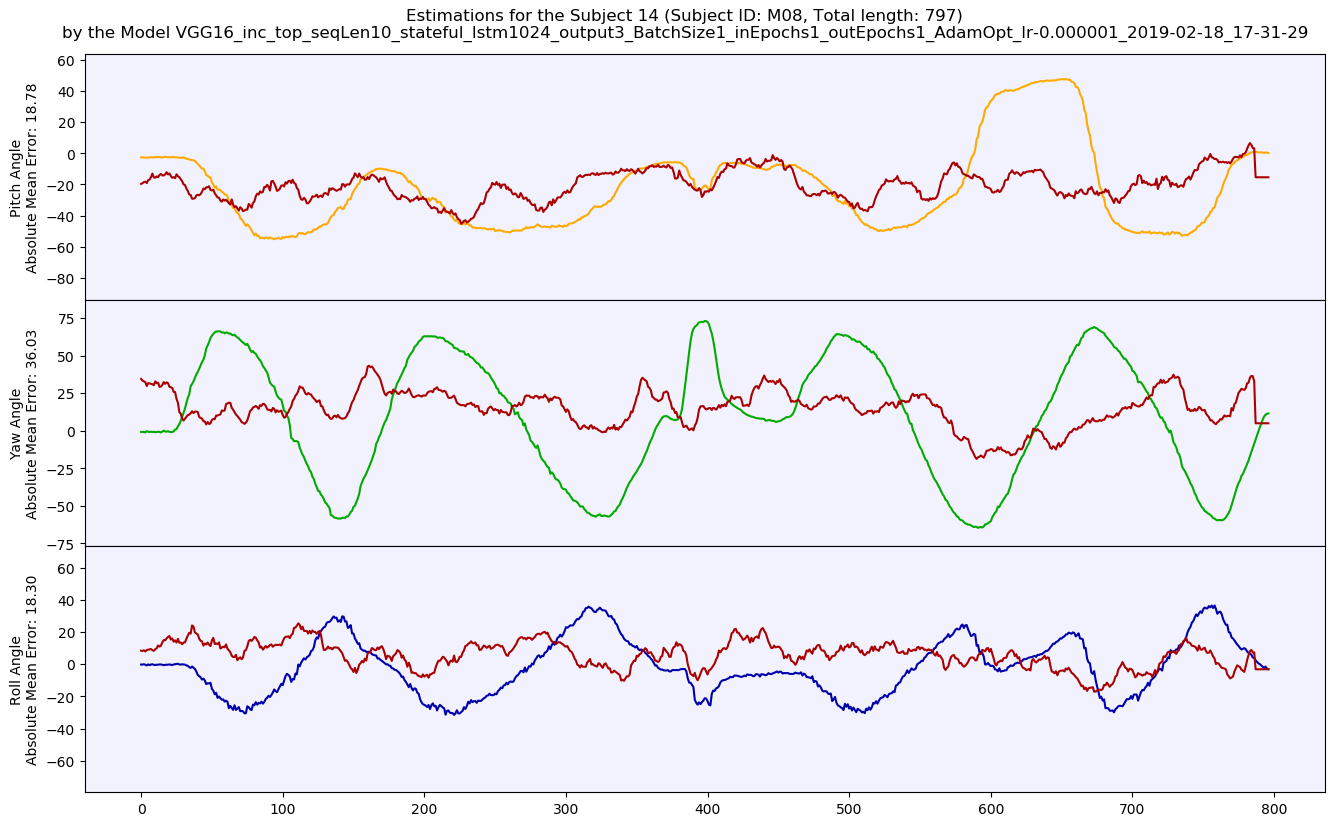 Estimations for the Subject 14 (Subject ID: M08, Total length: 797)
by the Model VGG16_inc_top_seqLen10_stateful_lstm1024_output3_BatchSize1_inEpochs1_outEpochs1_AdamOpt_lr-0.000001_2019-02-18_17-31-29
Pitch Angle
Absolute Mean Error: 18.78
60
40
20
0
−20
−40
−60
−80
Yaw Angle
Absolute Mean Error: 36.03
75
50
25
0
−25
−50
−75
Roll Angle
Absolute Mean Error: 18.30
60
40
20
0
−20
−40
−60
0 100 200 300 400 500 600 700 800